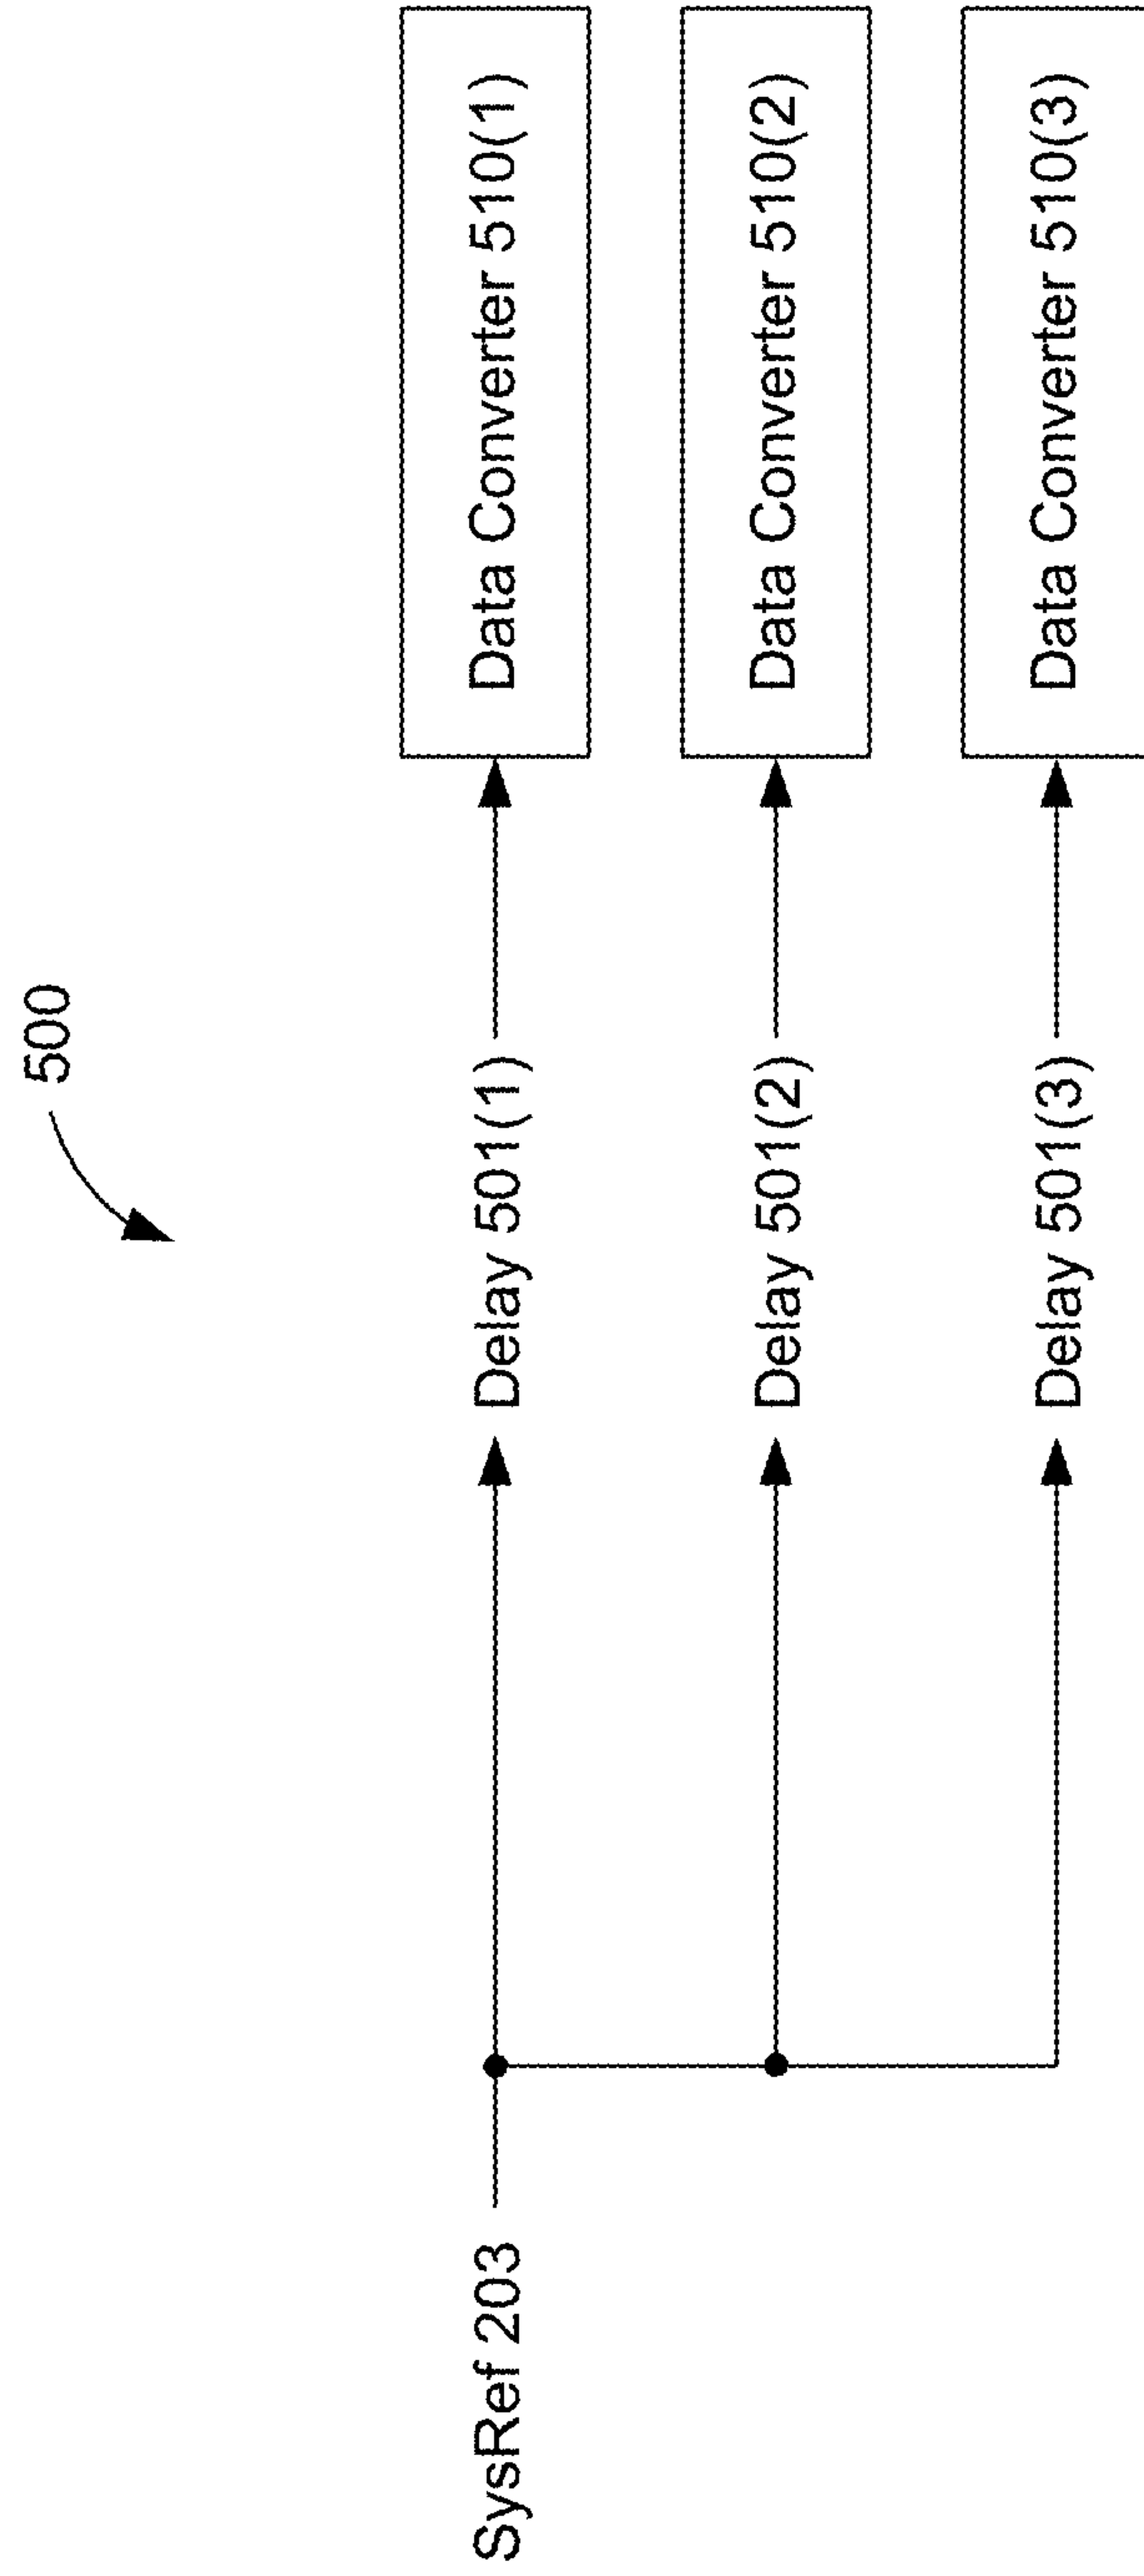 500
SysRef 203
Delay 501(1)
Data Converter 510(1)
Delay 501(2)
Data Converter 510(2)
Delay 501(3)
Data Converter 510(3)